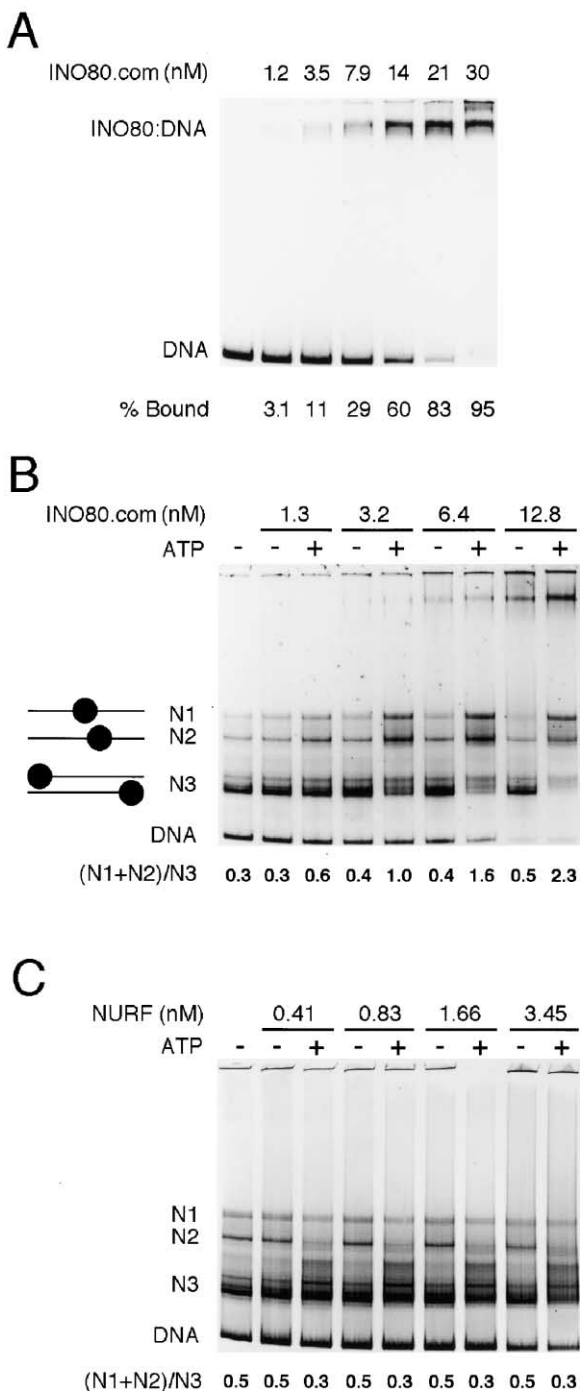 A
INO80.com (nM) 1.2 3.5 7.9 14 21 30
INO80:DNA
DNA
% Bound 3.1 11 29 60 83 95
B
INO80.com (nM) 1.3 3.2 6.4 12.8
ATP - - + - + - + - +
N1
N2
N3
DNA
(N1+N2)/N3 0.3 0.3 0.6 0.4 1.0 0.4 1.6 0.5 2.3
C
NURF (nM) 0.41 0.83 1.66 3.45
ATP - - + - + - + - +
N1
N2
N3
DNA
(N1+N2)/N3 0.5 0.5 0.3 0.5 0.3 0.5 0.3 0.5 0.3